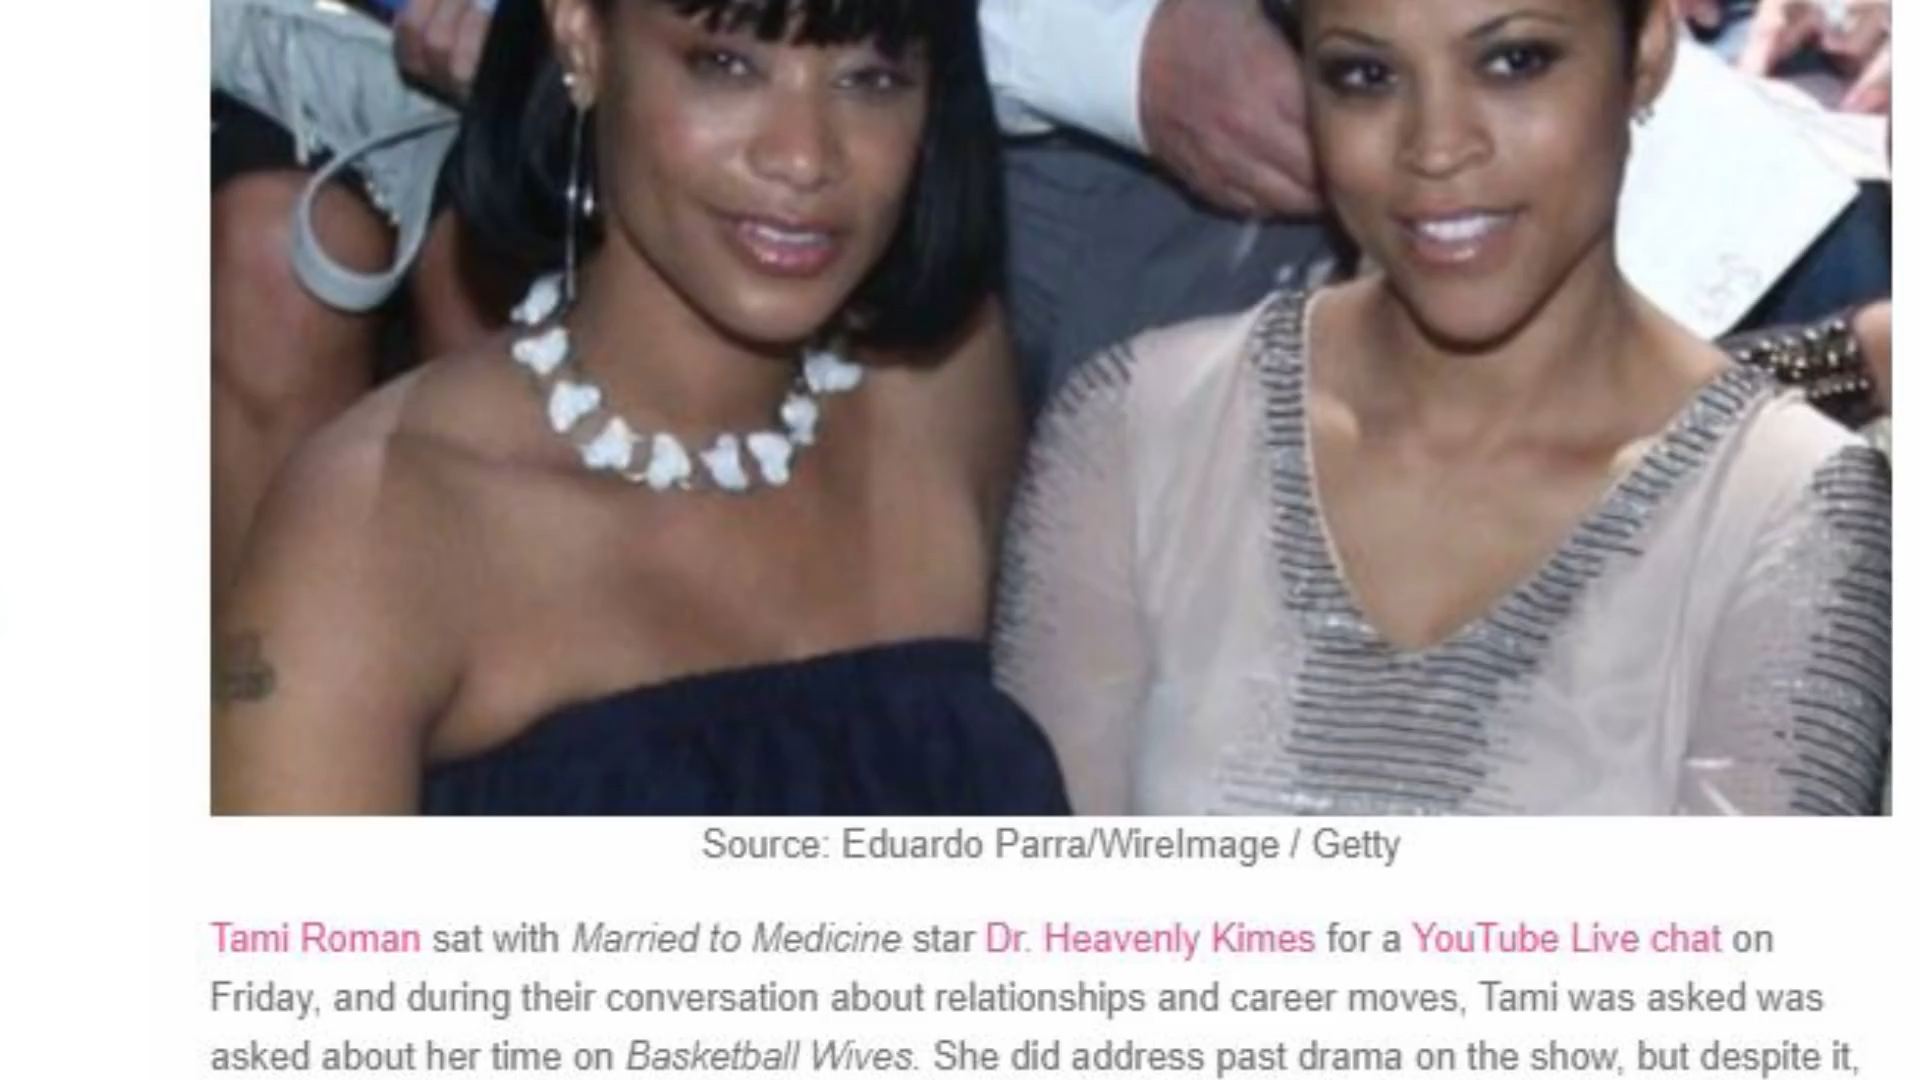 Source: Eduardo Parra/WireImage / Getty
Tami Roman sat with Married to Medicine star Dr. Heavenly Kimes for a YouTube Live chat on
Friday, and during their conversation about relationships and career moves, Tami was asked was
asked about her time on Basketball Wives. She did address past drama on the show, but despite it,